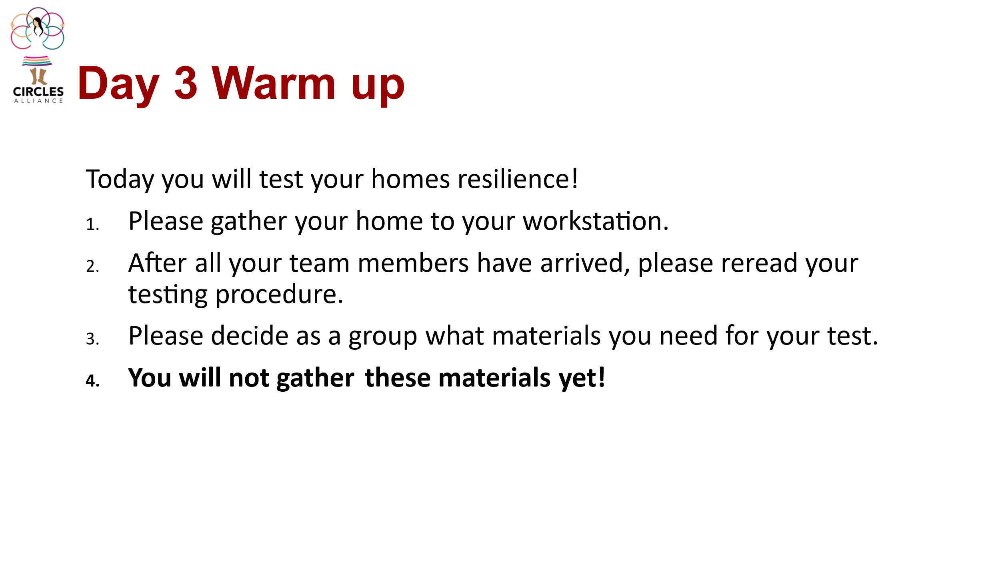 CIRCLES
ALLIANCE
Day 3 Warm up
Today you will test your homes resilience!
1. Please gather your home to your workstation.
2. After all your team members have arrived, please reread your
testing procedure.
3. Please decide as a group what materials you need for your test.
4. You will not gather these materials yet!